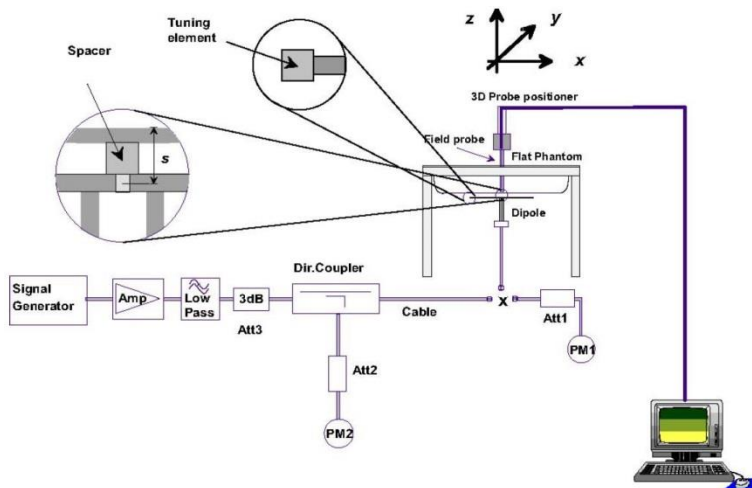 Spacer
Tuning
element
z
y
x
3D Probe positioner
Field probe
Flat Phantom
s
Dipole
Dir.Coupler
Signal
Generator
Amp
Low
Pass
3dB
Att3
Cable
x
Att1
PM1
Att2
PM2